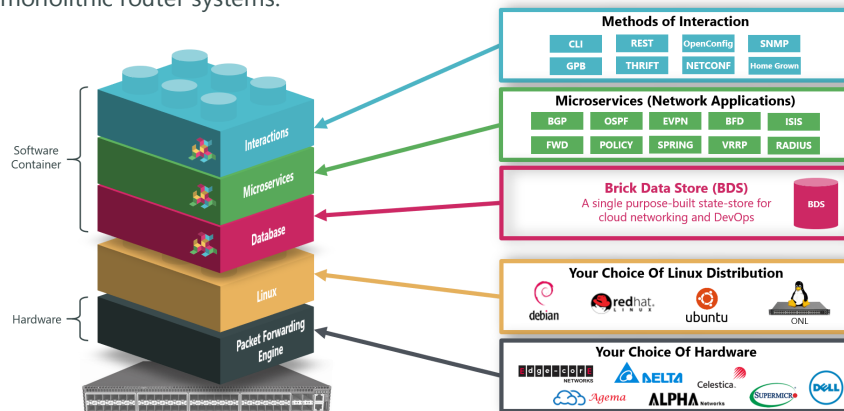 monolithic router systems.
Software
Container
Hardware
Interactions
Microservices
Database
Linux
Packet Forwarding
Engine
Methods of Interaction
CLI REST OpenConfig SNMP
GPB THRIFT NETCONF Home Grown
Microservices (Network Applications)
BGP OSPF EVPN BFD ISIS
FWD POLICY SPRING VRRP RADIUS
Brick Data Store (BDS)
A single purpose-built state-store for
cloud networking and DevOps
BDS
Your Choice Of Linux Distribution
debian
redhat.
LINUX
ubuntu
ONL
Your Choice Of Hardware
Edge-corE
NETWORKS
DELTA
Celestica.
Agema
ALPHA Networks
SUPERMICRO
DELL